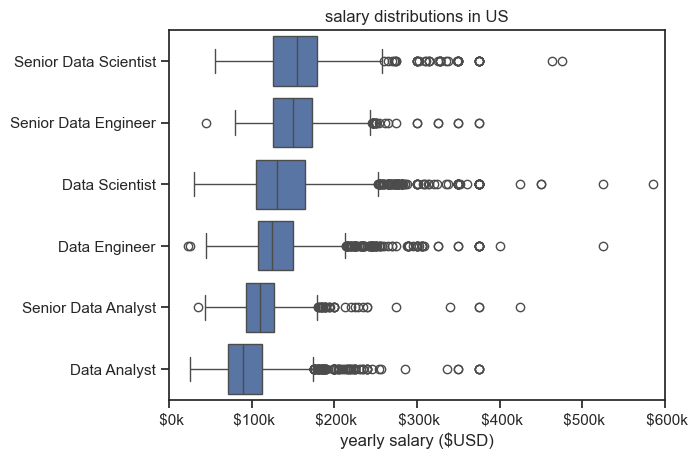 salary distributions in US
Senior Data Scientist
Senior Data Engineer
Data Scientist
Data Engineer
Senior Data Analyst
Data Analyst
$0k $100k $200k $300k $400k $500k $600k
yearly salary ($USD)